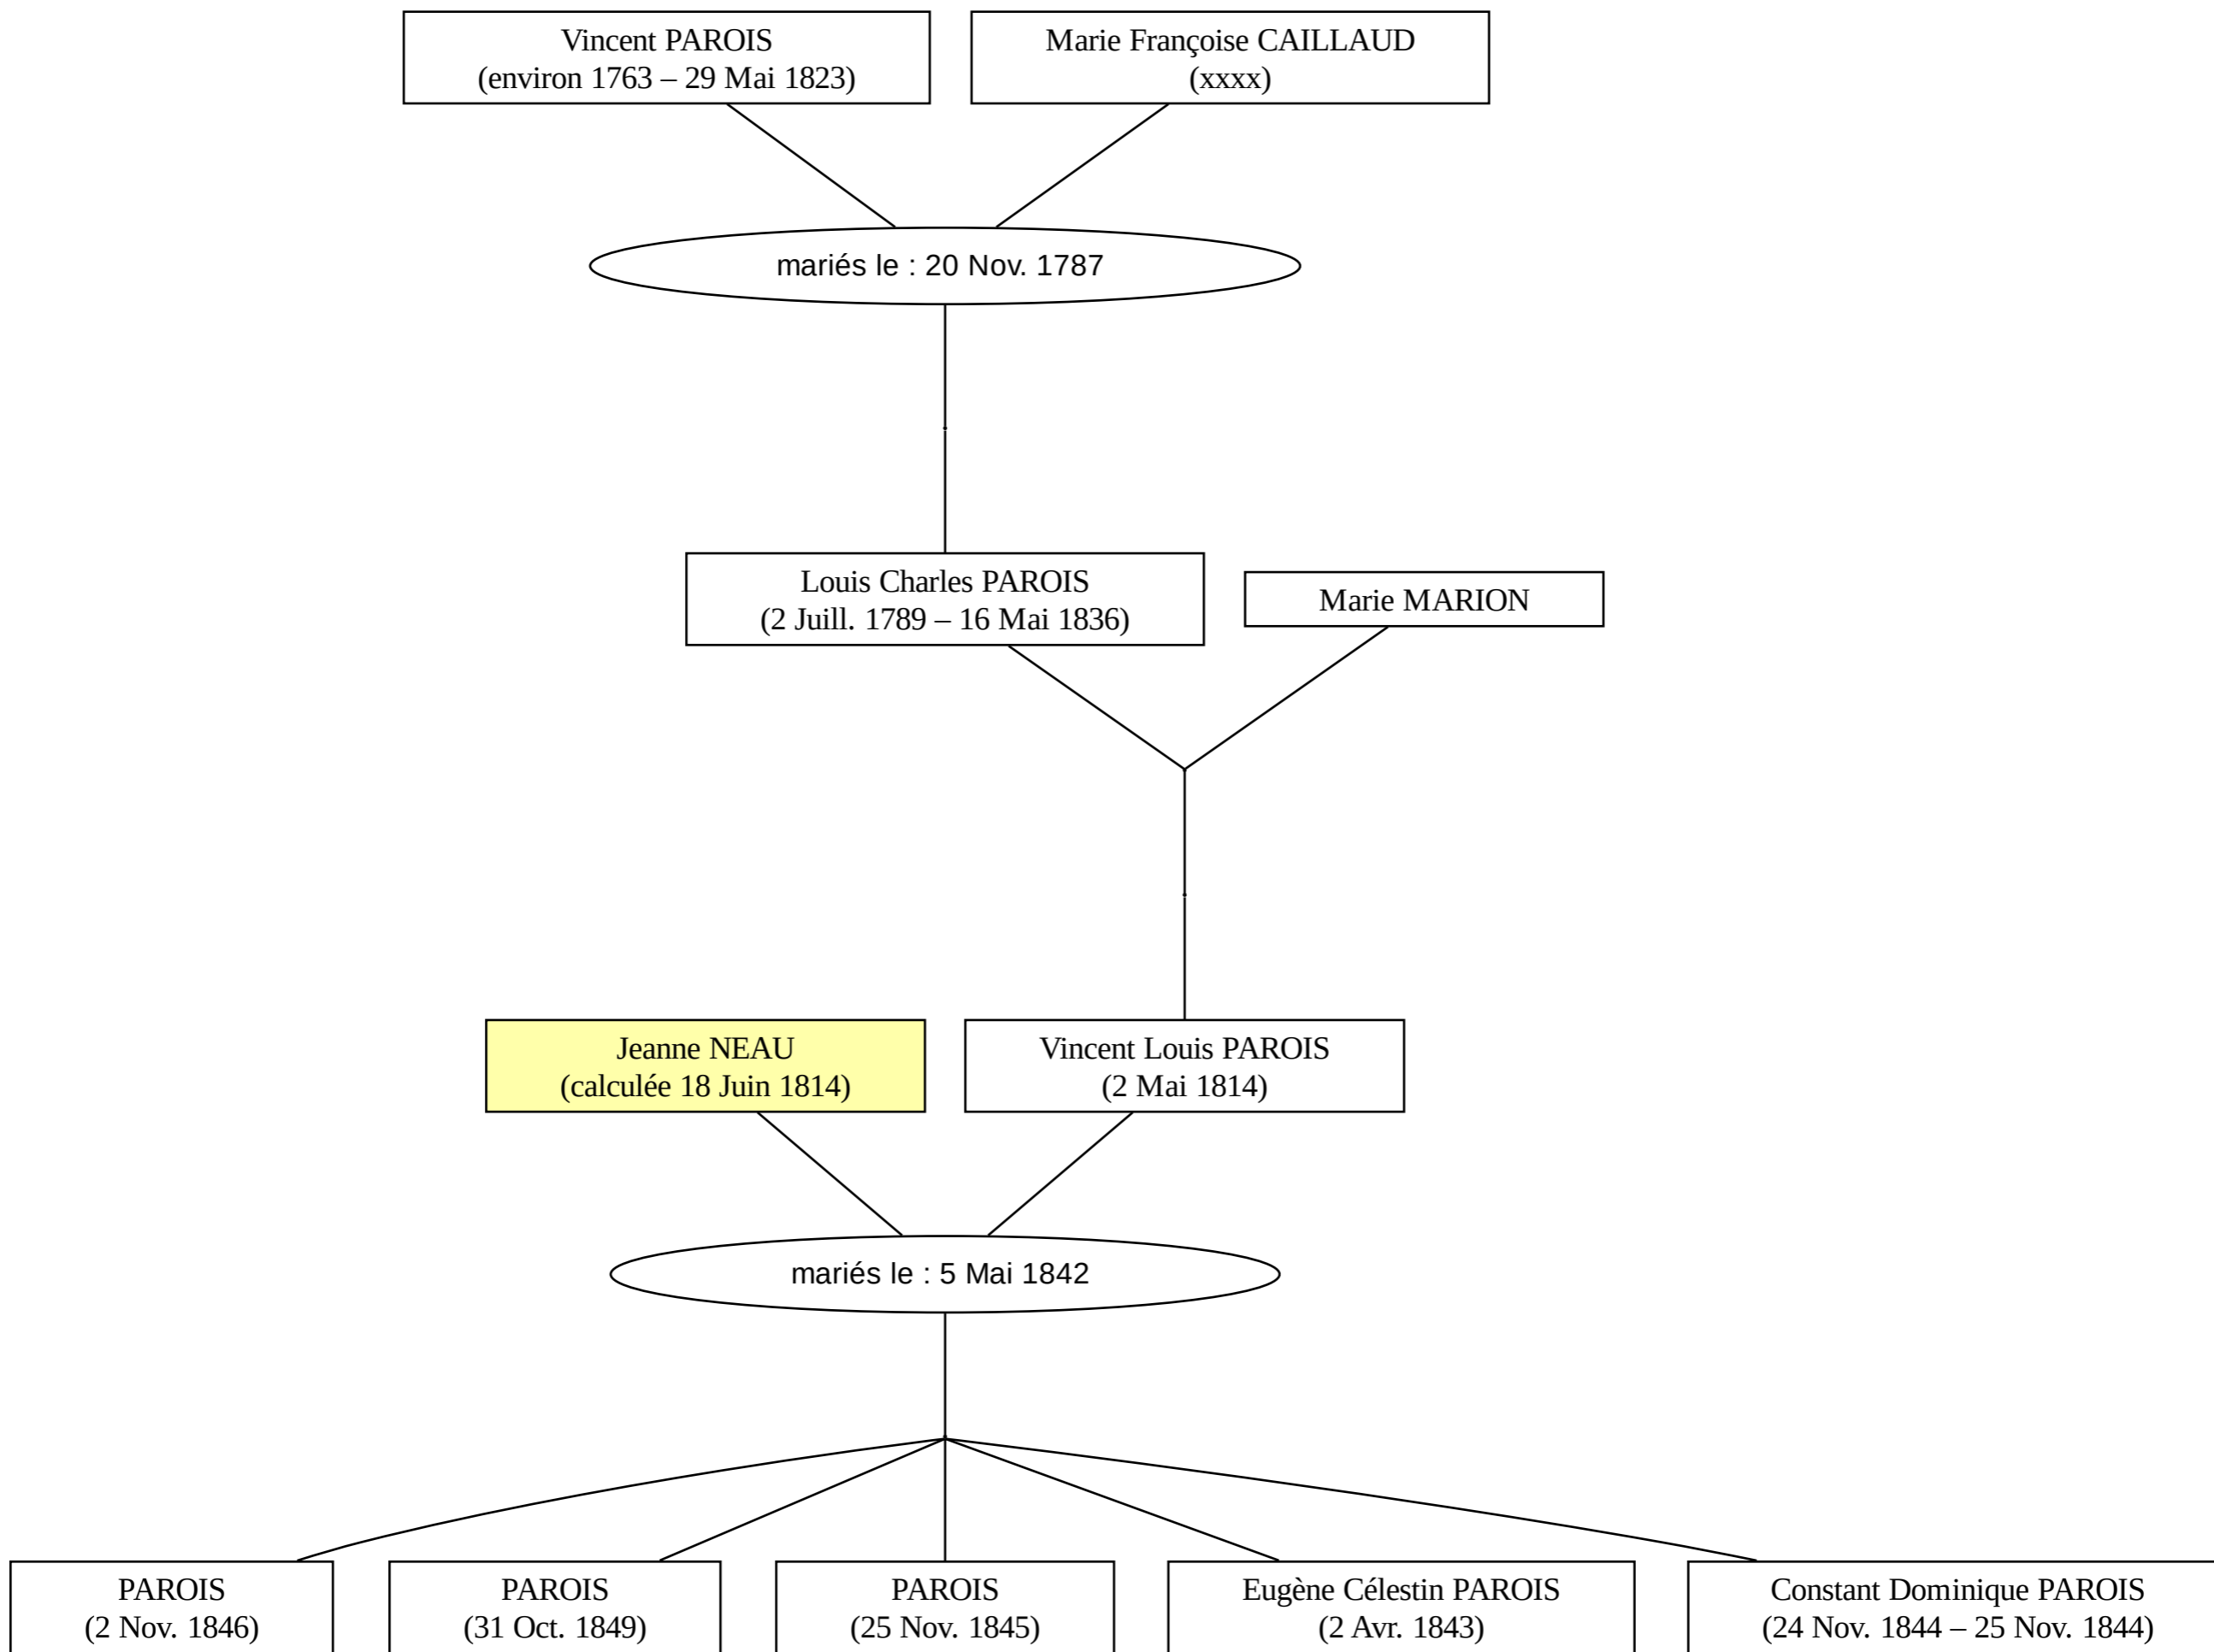 Vincent PAROIS
(environ 1763 – 29 Mai 1823)
Marie Françoise CAILLAUD
(xxxx)
mariés le : 20 Nov. 1787
Louis Charles PAROIS
(2 Juill. 1789 – 16 Mai 1836)
Marie MARION
Jeanne NEAU
(calculée 18 Juin 1814)
Vincent Louis PAROIS
(2 Mai 1814)
mariés le : 5 Mai 1842
PAROIS
(2 Nov. 1846)
PAROIS
(31 Oct. 1849)
PAROIS
(25 Nov. 1845)
Eugène Célestin PAROIS
(2 Avr. 1843)
Constant Dominique PAROIS
(24 Nov. 1844 – 25 Nov. 1844)